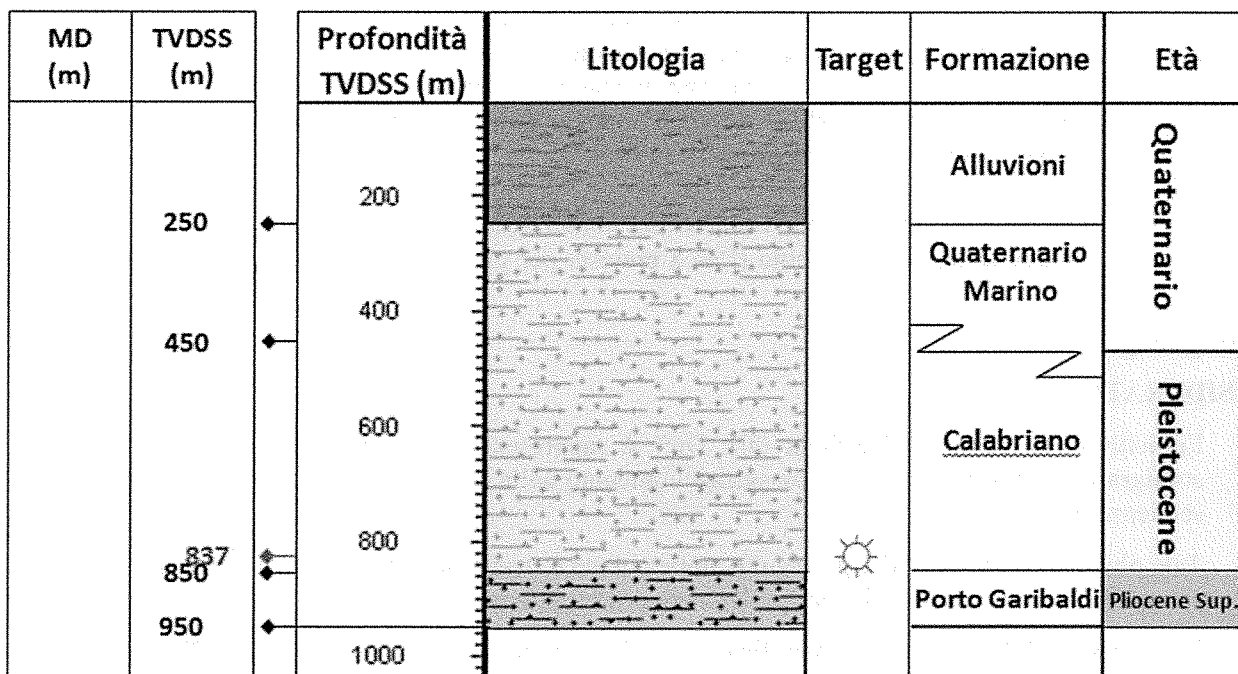 MD
(m)
TVDSS
(m)
Profondità
TVDSS (m)
Litologia
Target
Formazione
Età
200
250
400
450
600
800
837
850
950
1000
Alluvioni
Quaternario
Marino
Calabriano
Porto Garibaldi
Quaternario
Pleistocene
Pliocene Sup.